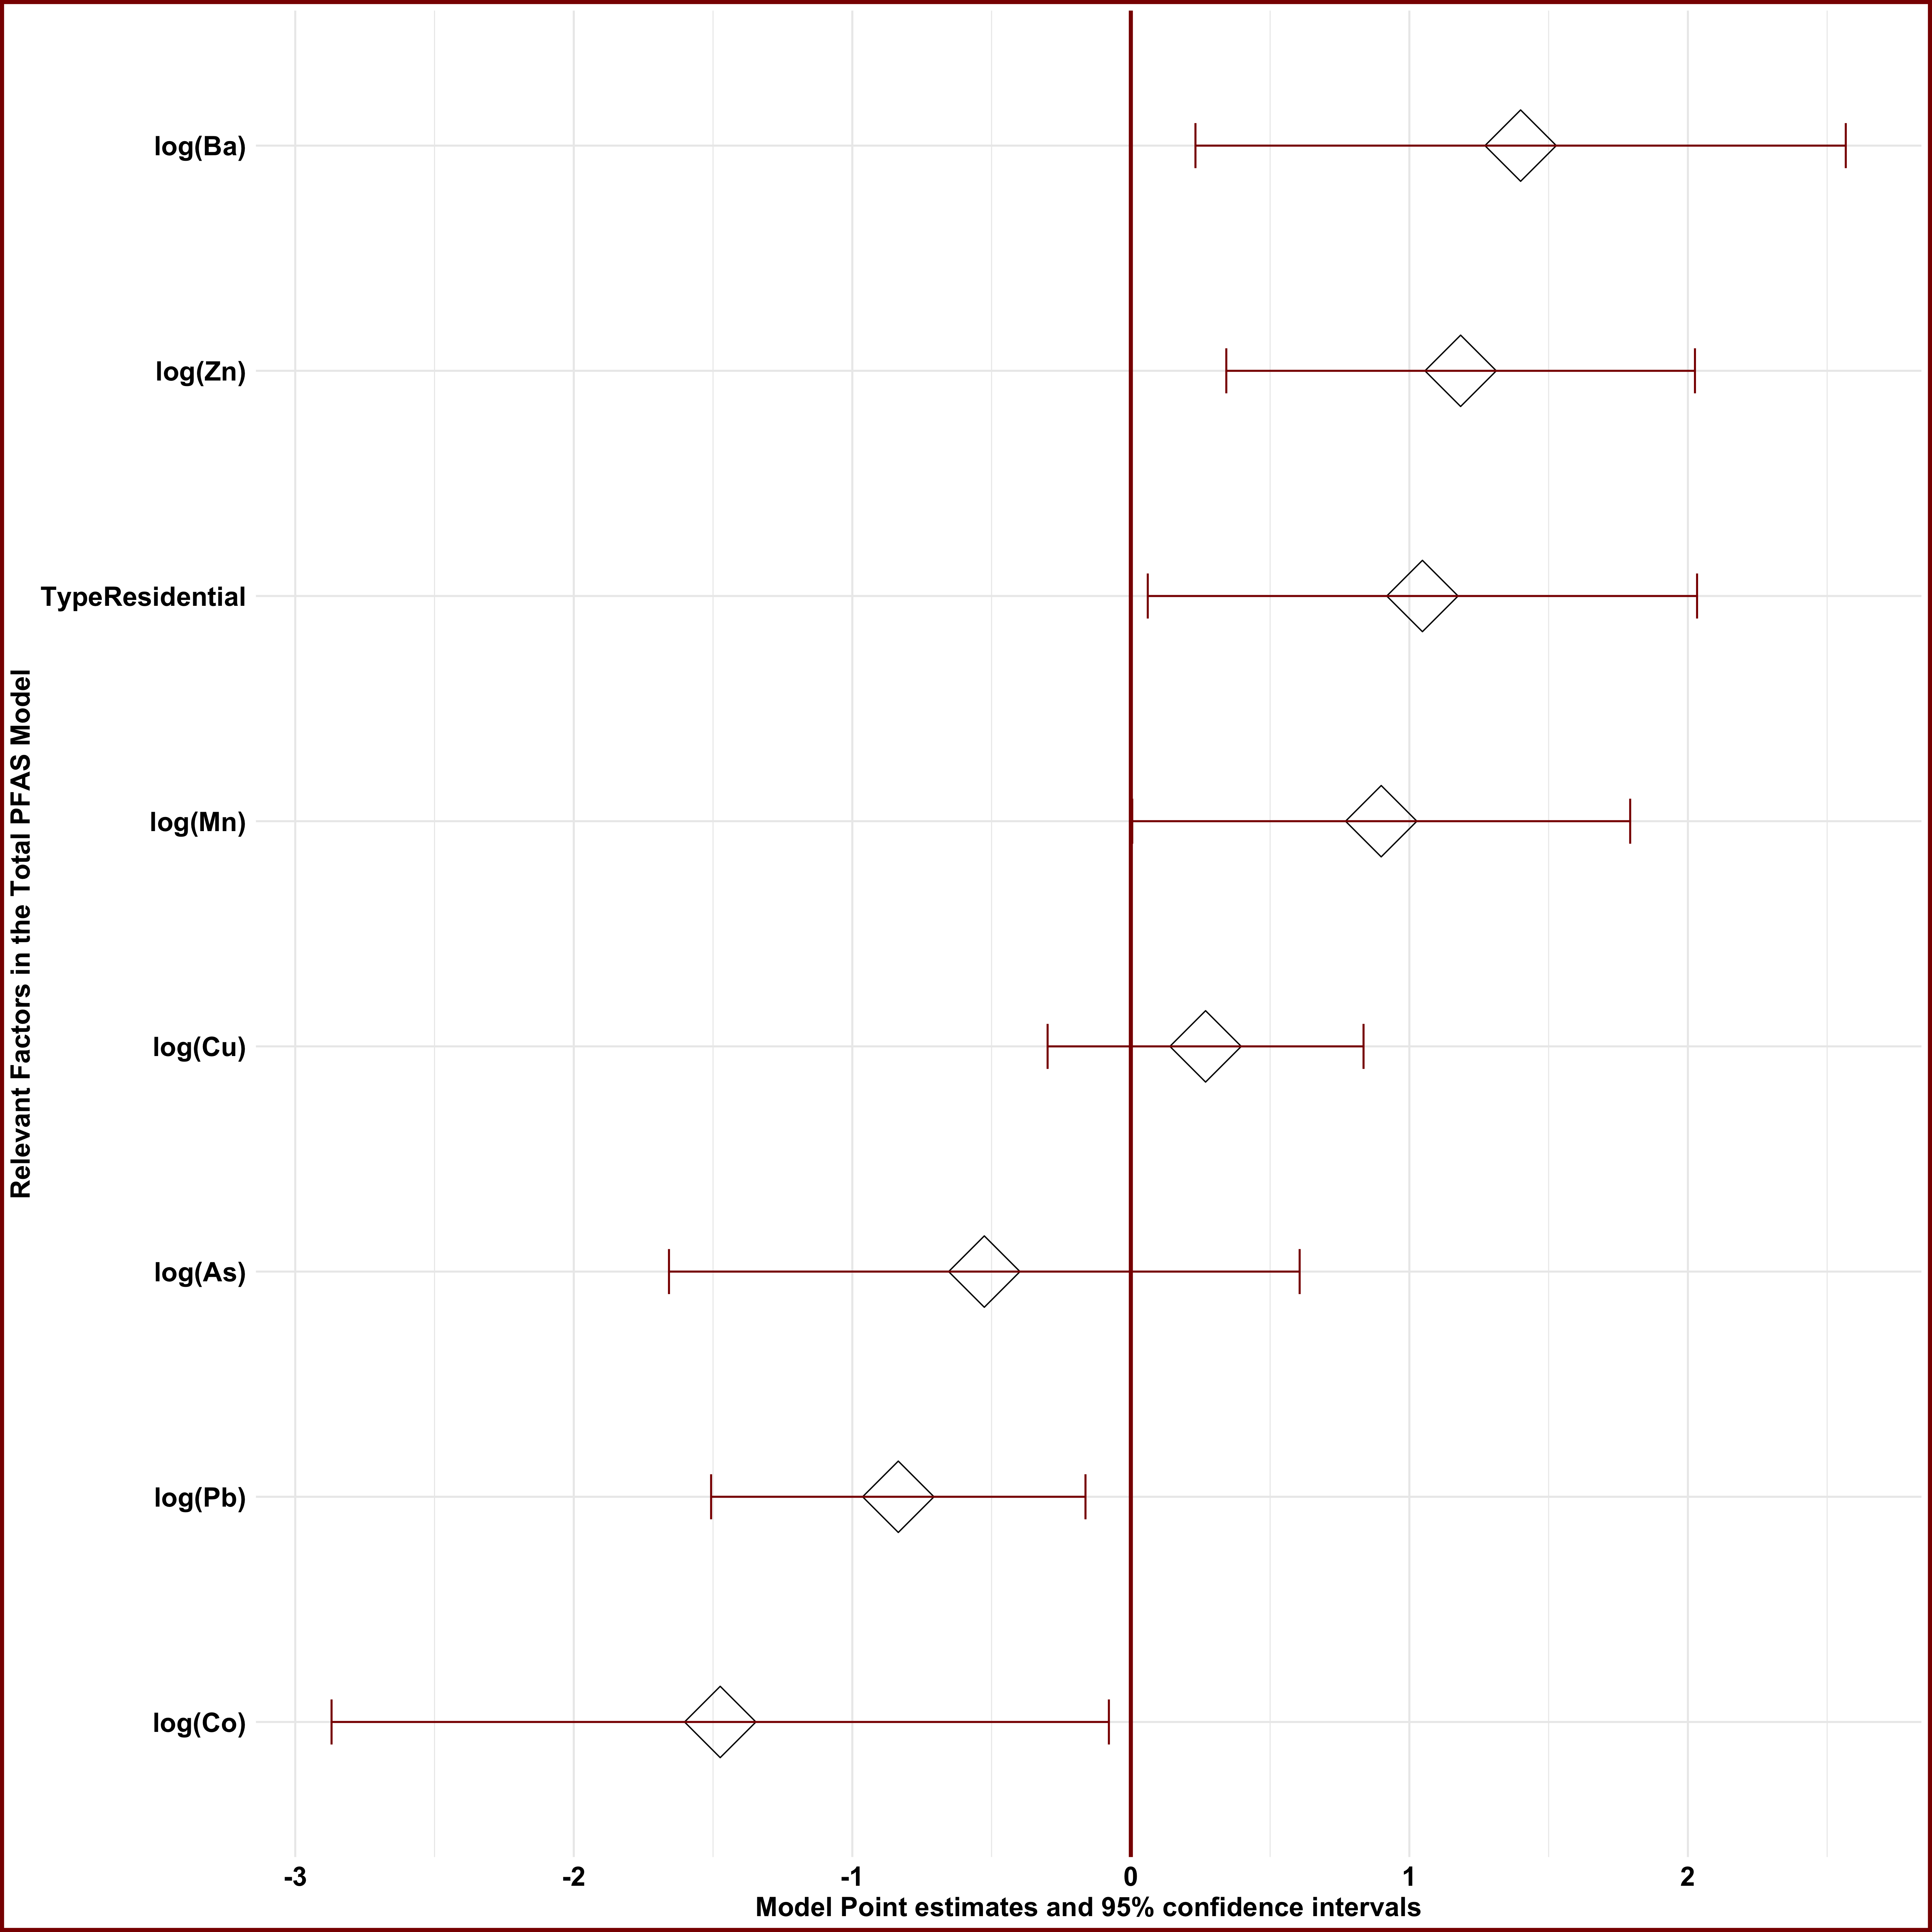 Relevant Factors in the Total PFAS Model
log(Ba)
log(Zn)
TypeResidential
log(Mn)
log(Cu)
log(As)
log(Pb)
log(Co)
-3 -2 -1 0 1 2
Model Point estimates and 95% confidence intervals